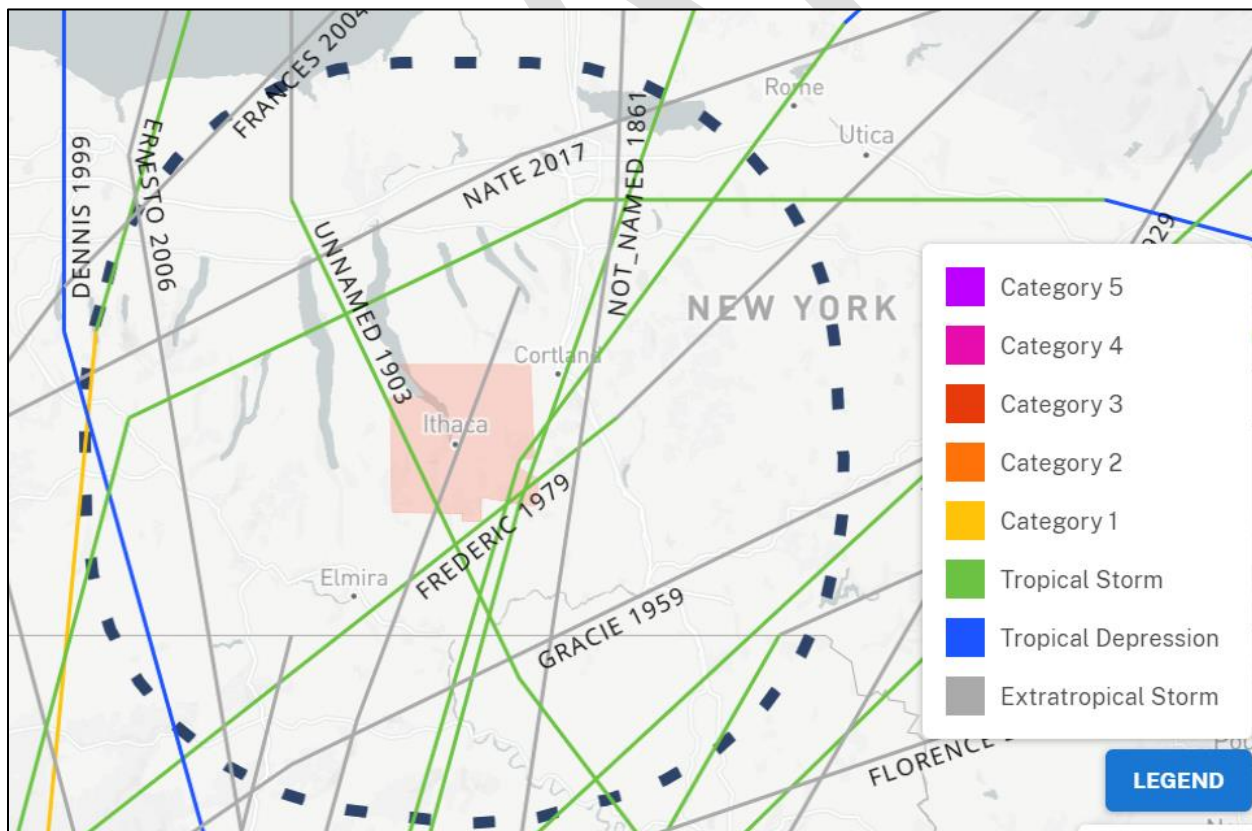 FRANCES 2004
Rome
Utica
DENNIS 1999
ERNESTO 2006
NATE 2017
NOT_NAMED 1861
UNNAMED 1903
NEW YORK
Cortland
Ithaca
FREDERIC 1979
Elmira
GRACIE 1959
FLORENCE
929
Category 5
Category 4
Category 3
Category 2
Category 1
Tropical Storm
Tropical Depression
Extratropical Storm
LEGEND